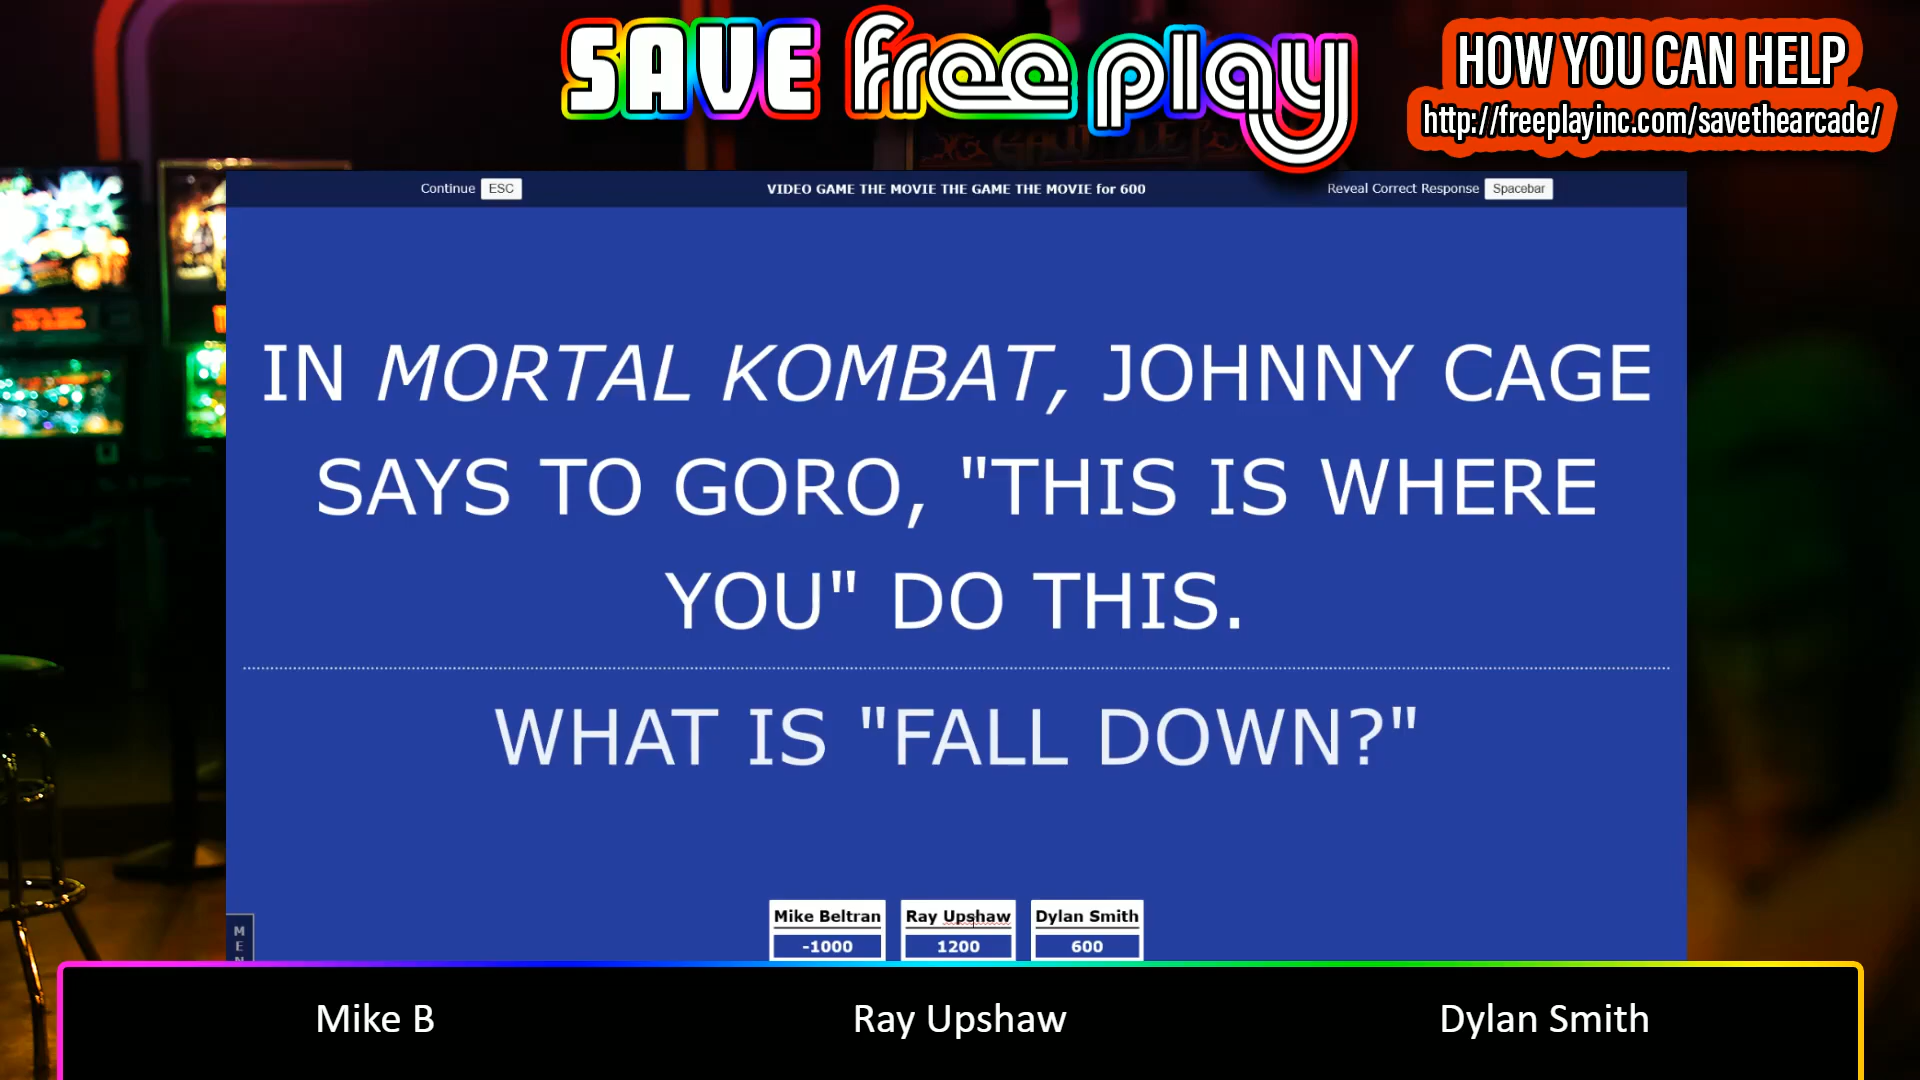 SAVE free play
HOW YOU CAN HELP
http://freeplayinc.com/savethearcade/
Continue ESC
VIDEO GAME THE MOVIE THE GAME THE MOVIE for 600
Reveal Correct Response Spacebar
IN MORTAL KOMBAT, JOHNNY CAGE
SAYS TO GORO, "THIS IS WHERE
YOU" DO THIS.
WHAT IS "FALL DOWN?"
Mike Beltran
-1000
Ray Upshaw
1200
Dylan Smith
600
Mike B
Ray Upshaw
Dylan Smith